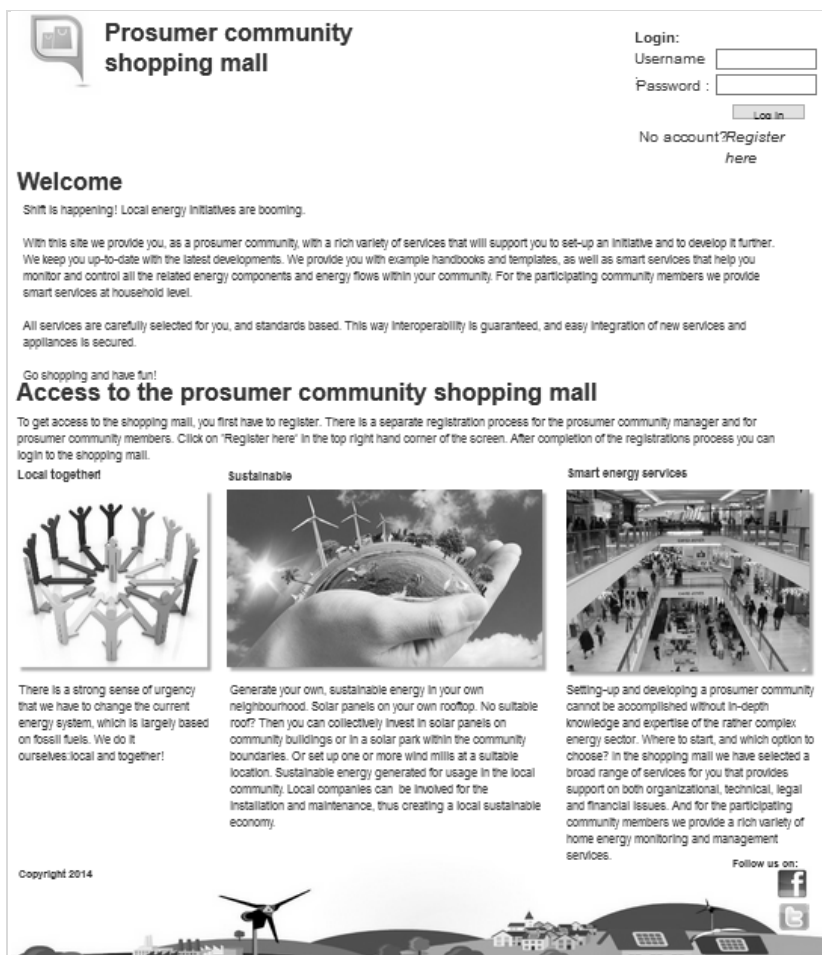 Prosumer community
shopping mall
Login:
Username :
Password :
Log in
No account?Register
here
Welcome
Shift is happening! Local energy initiatives are booming.
With this site we provide you, as a prosumer community, with a rich variety of services that will support you to set-up an initiative and to develop it further.
We keep you up-to-date with the latest developments. We provide you with example handbooks and templates, as well as smart services that help you
monitor and control all the related energy components and energy flows within your community. For the participating community members we provide
smart services at household level.
All services are carefully selected for you, and standards based. This way interoperability is guaranteed, and easy integration of new services and
appliances is secured.
Go shopping and have fun!
Access to the prosumer community shopping mall
To get access to the shopping mall, you first have to register. There is a separate registration process for the prosumer community manager and for
prosumer community members. Click on "Register here" in the top right hand corner of the screen. After completion of the registrations process you can
login to the shopping mall.
Local together!
There is a strong sense of urgency
that we have to change the current
energy system, which is largely based
on fossil fuels. We do it
ourselves:local and together!
Sustainable
Generate your own, sustainable energy in your own
neighbourhood. Solar panels on your own rooftop. No suitable
roof? Then you can collectively invest in solar panels on
community buildings or in a solar park within the community
boundaries. Or set up one or more wind mills at a suitable
location. Sustainable energy generated for usage in the local
community. Local companies can be involved for the
installation and maintenance, thus creating a local sustainable
economy.
Smart energy services
Setting-up and developing a prosumer community
cannot be accomplished without in-depth
knowledge and expertise of the rather complex
energy sector. Where to start, and which option to
choose? In the shopping mall we have selected a
broad range of services for you that provides
support on both organizational, technical, legal
and financial issues. And for the participating
community members we provide a rich variety of
home energy monitoring and management
services.
Follow us on:
f
t
Copyright 2014